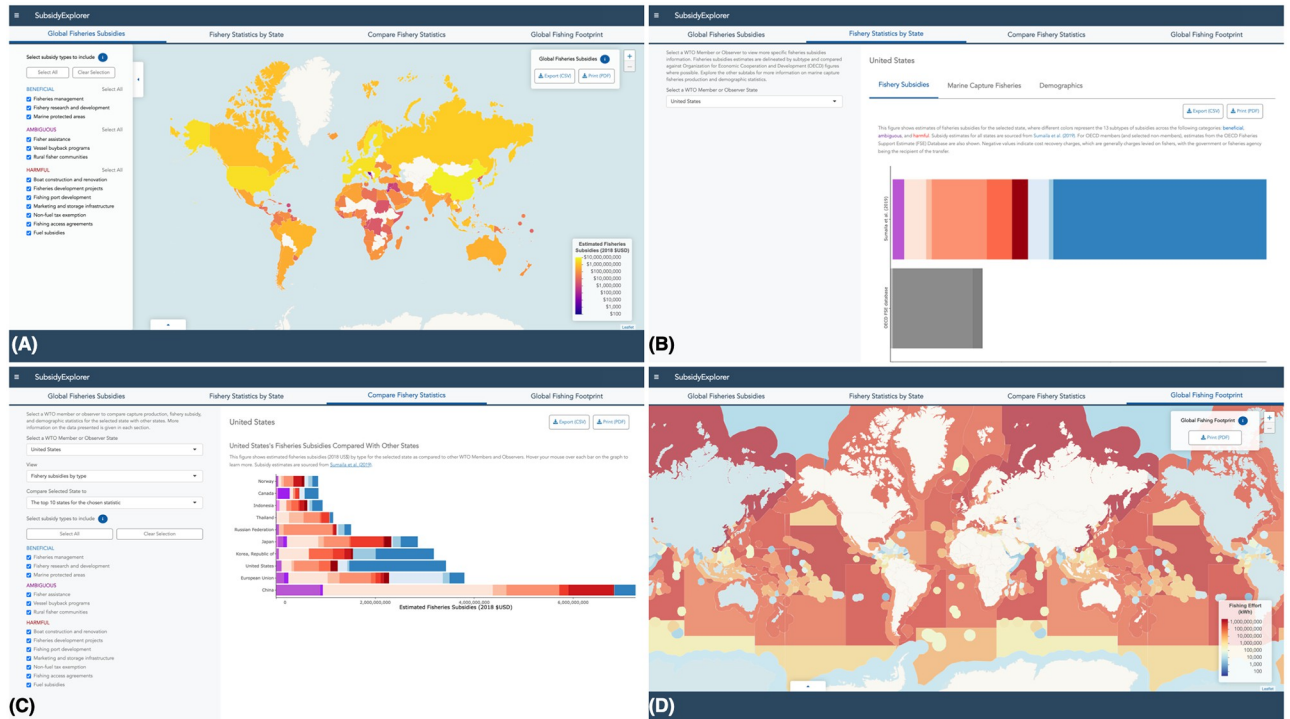 ≡ SubsidyExplorer
Global Fisheries Subsidies
Fishery Statistics by State
Compare Fishery Statistics
Global Fishing Footprint
Select subsidy types to include i
Select All
Clear Selection
BENEFICIAL
Select All
Fisheries management
Fishery research and development
Marine protected areas
AMBIGUOUS
Select All
Fisher assistance
Vessel buyback programs
Rural fisher communities
HARMFUL
Select All
Boat construction and renovation
Fisheries development projects
Fishing port development
Marketing and storage infrastructure
Non-fuel tax exemption
Fishing access agreements
Fuel subsidies
Global Fisheries Subsidies i
Export (CSV)
Print (PDF)
+
−
Estimated Fisheries
Subsidies (2018 $USD)
$10,000,000,000
$1,000,000,000
$100,000,000
$10,000,000
$1,000,000
$100,000
$10,000
$1,000
$100
Leaflet
(A)
≡ SubsidyExplorer
Global Fisheries Subsidies
Fishery Statistics by State
Compare Fishery Statistics
Global Fishing Footprint
Select a WTO Member or Observer to view more specific fisheries subsidies
information. Fisheries subsidies estimates are delineated by subtype and compared
against Organization for Economic Cooperation and Development (OECD) figures
where possible. Explore the other subtabs for more information on marine capture
fisheries production and demographic statistics.
Select a WTO Member or Observer State
United States
United States
Fishery Subsidies
Marine Capture Fisheries
Demographics
Export (CSV)
Print (PDF)
This figure shows estimates of fisheries subsidies for the selected state, where different colors represent the 13 subtypes of subsidies across the following categories: beneficial,
ambiguous, and harmful. Subsidy estimates for all states are sourced from Sumaila et al. (2019). For OECD members (and selected non-members), estimates from the OECD Fisheries
Support Estimate (FSE) Database are also shown. Negative values indicate cost recovery charges, which are generally charges levied on fishers, with the government or fisheries agency
being the recipient of the transfer.
Sumaila et al. (2019)
OECD FSE database
(B)
≡ SubsidyExplorer
Global Fisheries Subsidies
Fishery Statistics by State
Compare Fishery Statistics
Global Fishing Footprint
Select a WTO member or observer to compare capture production, fishery subsidy,
and demographic statistics for the selected state with other states. More
information on the data presented is given in each section.
Select a WTO Member or Observer State
United States
View
Fishery subsidies by type
Compare Selected State to
The top 10 states for the chosen statistic
Select subsidy types to include i
Select All
Clear Selection
BENEFICIAL
Fisheries management
Fishery research and development
Marine protected areas
AMBIGUOUS
Fisher assistance
Vessel buyback programs
Rural fisher communities
HARMFUL
Boat construction and renovation
Fisheries development projects
Fishing port development
Marketing and storage infrastructure
Non-fuel tax exemption
Fishing access agreements
Fuel subsidies
United States
Export (CSV)
Print (PDF)
United States's Fisheries Subsidies Compared With Other States
This figure shows estimated fisheries subsidies (2018 US$) by type for the selected state as compared to other WTO Members and Observers. Hover your mouse over each bar on the graph to
learn more. Subsidy estimates are sourced from Sumaila et al. (2019).
Norway
Canada
Indonesia
Thailand
Russian Federation
Japan
Korea, Republic of
United States
European Union
China
0
2,000,000,000
4,000,000,000
6,000,000,000
Estimated Fisheries Subsidies (2018 $USD)
(C)
≡ SubsidyExplorer
Global Fisheries Subsidies
Fishery Statistics by State
Compare Fishery Statistics
Global Fishing Footprint
Global Fishing Footprint i
Print (PDF)
+
−
Fishing Effort
(kWh)
1,000,000,000
100,000,000
10,000,000
1,000,000
100,000
10,000
1,000
100
Leaflet
(D)